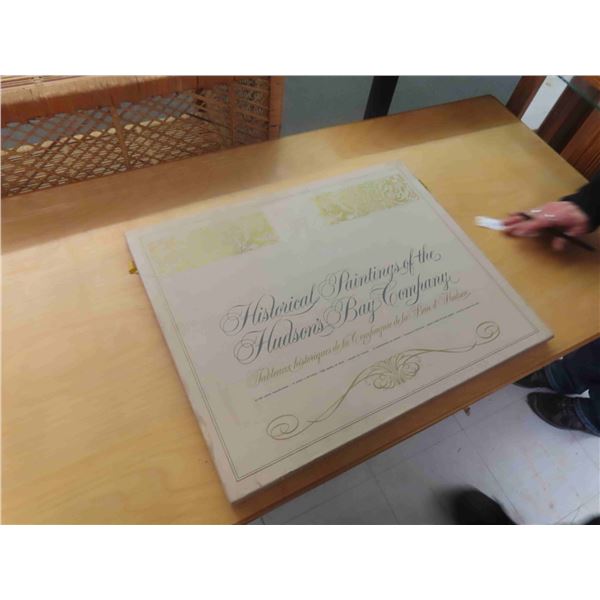 Historical Paintings of the
Hudson's Bay Company
Tableaux historiques de la Compagnie de la Baie d'Hudson